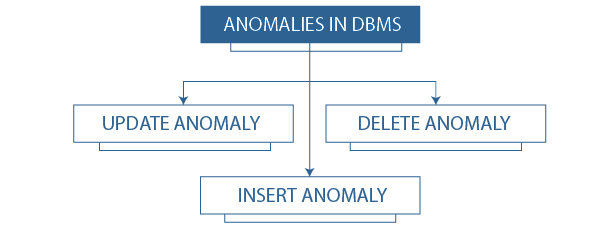 ANOMALIES IN DBMS
UPDATE ANOMALY
DELETE ANOMALY
INSERT ANOMALY